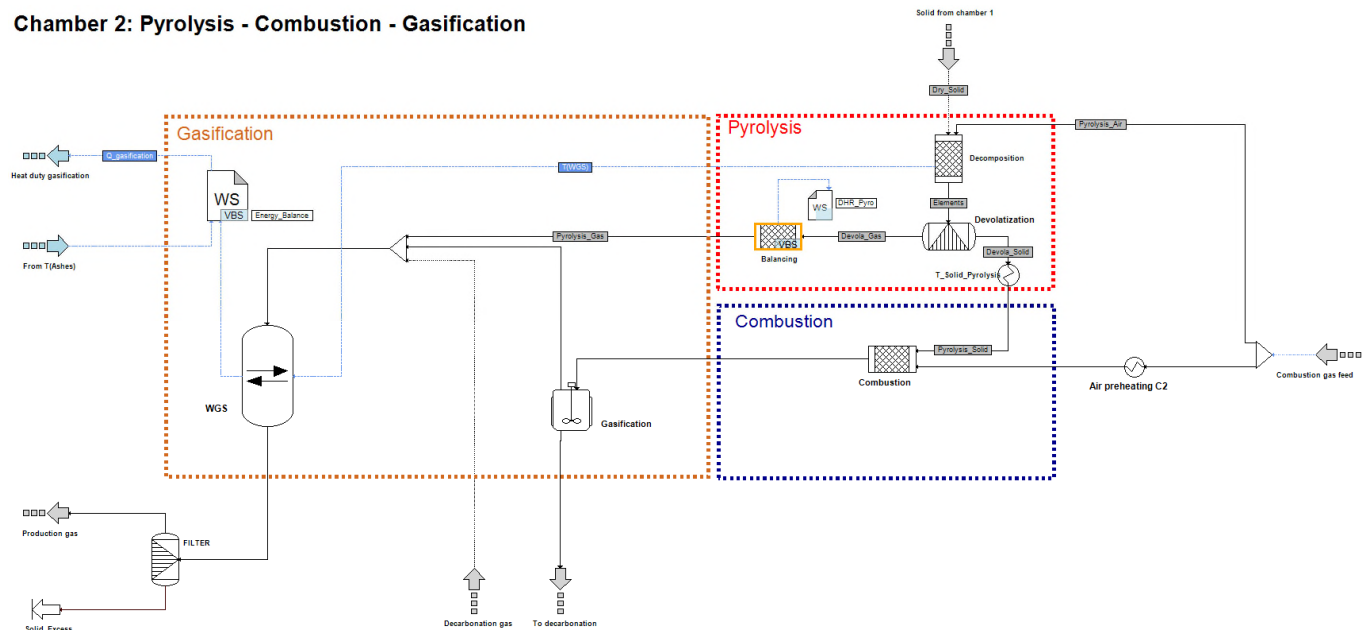 Chamber 2: Pyrolysis - Combustion - Gasification
Solid from chamber 1
Dry_Solid
Gasification
Pyrolysis
Pyrolysis_Air
Q_gasification
Heat duty gasification
T(WGS)
Decomposition
WS
VBS
Energy_Balance
WS
DHR_Pyro
Elements
Devolatization
From T(Ashes)
Pyrolysis_Gas
VBS
Balancing
Devola_Gas
Devola_Solid
T_Solid_Pyrolysis
Combustion
Pyrolysis_Solid
Combustion
Air preheating C2
Combustion gas feed
WGS
Gasification
Production gas
FILTER
Solid_Excess
Decarbonation gas
To decarbonation